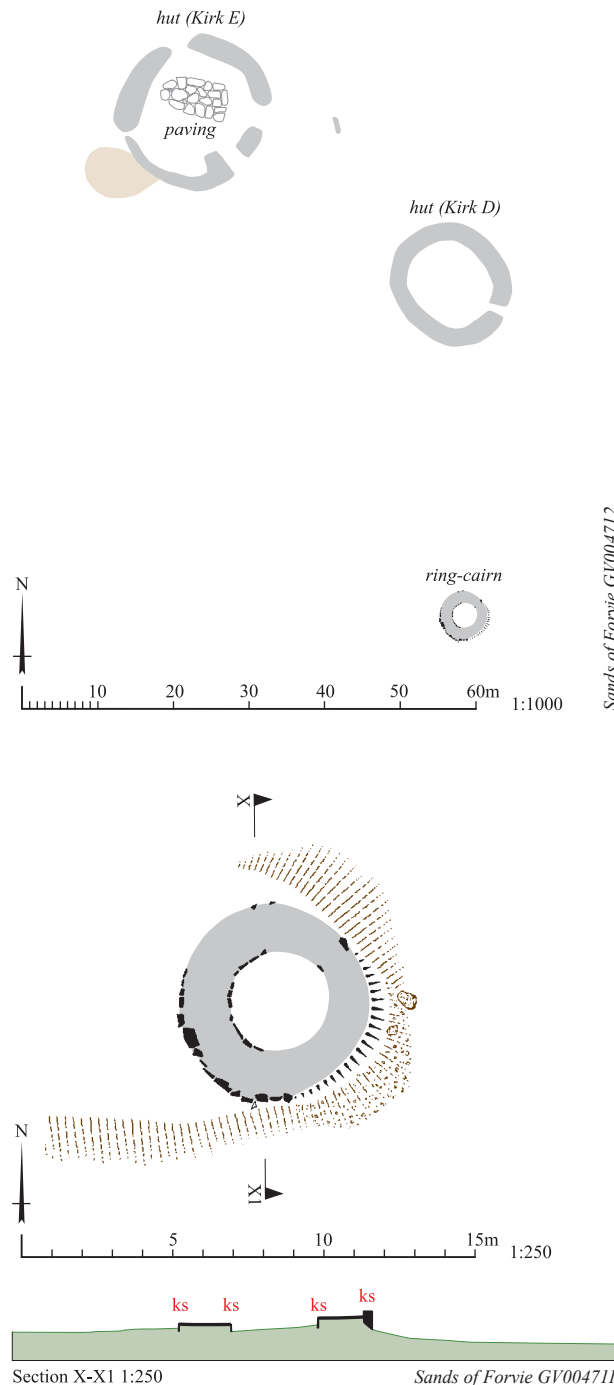 hut (Kirk E)
paving
hut (Kirk D)
ring-cairn
N
10 20 30 40 50 60m 1:1000
Sands of Forvie GV004712
X
X1
N
5 10 15m 1:250
ks ks ks ks
Section X-X1 1:250
Sands of Forvie GV004711